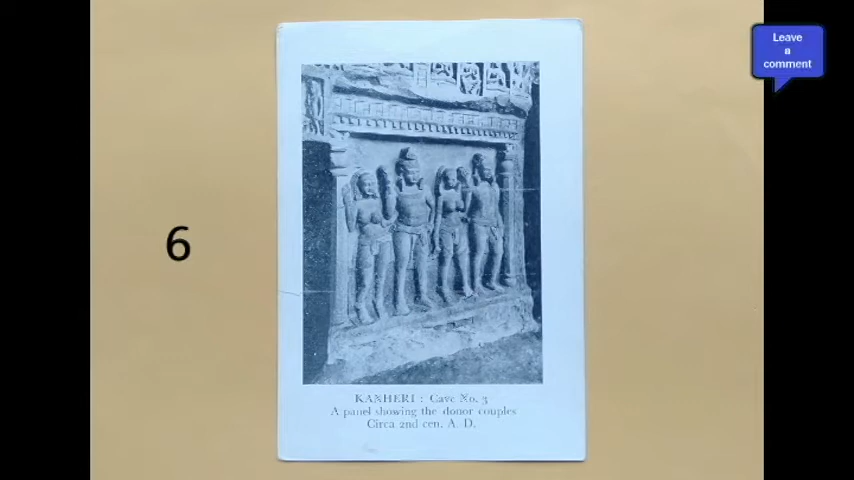 Leave
a
comment
6
KANHERI : Cave No. 3
A panel showing the donor couples
Circa 2nd cen. A. D.